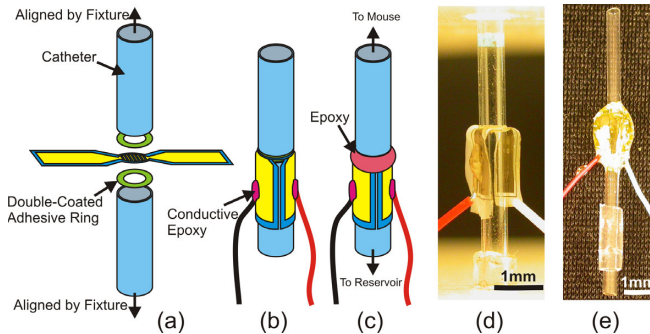 Aligned by Fixture
Catheter
Double-Coated
Adhesive Ring
Aligned by Fixture
(a)
Conductive
Epoxy
(b)
To Mouse
Epoxy
To Reservoir
(c)
1mm
(d)
1mm
(e)